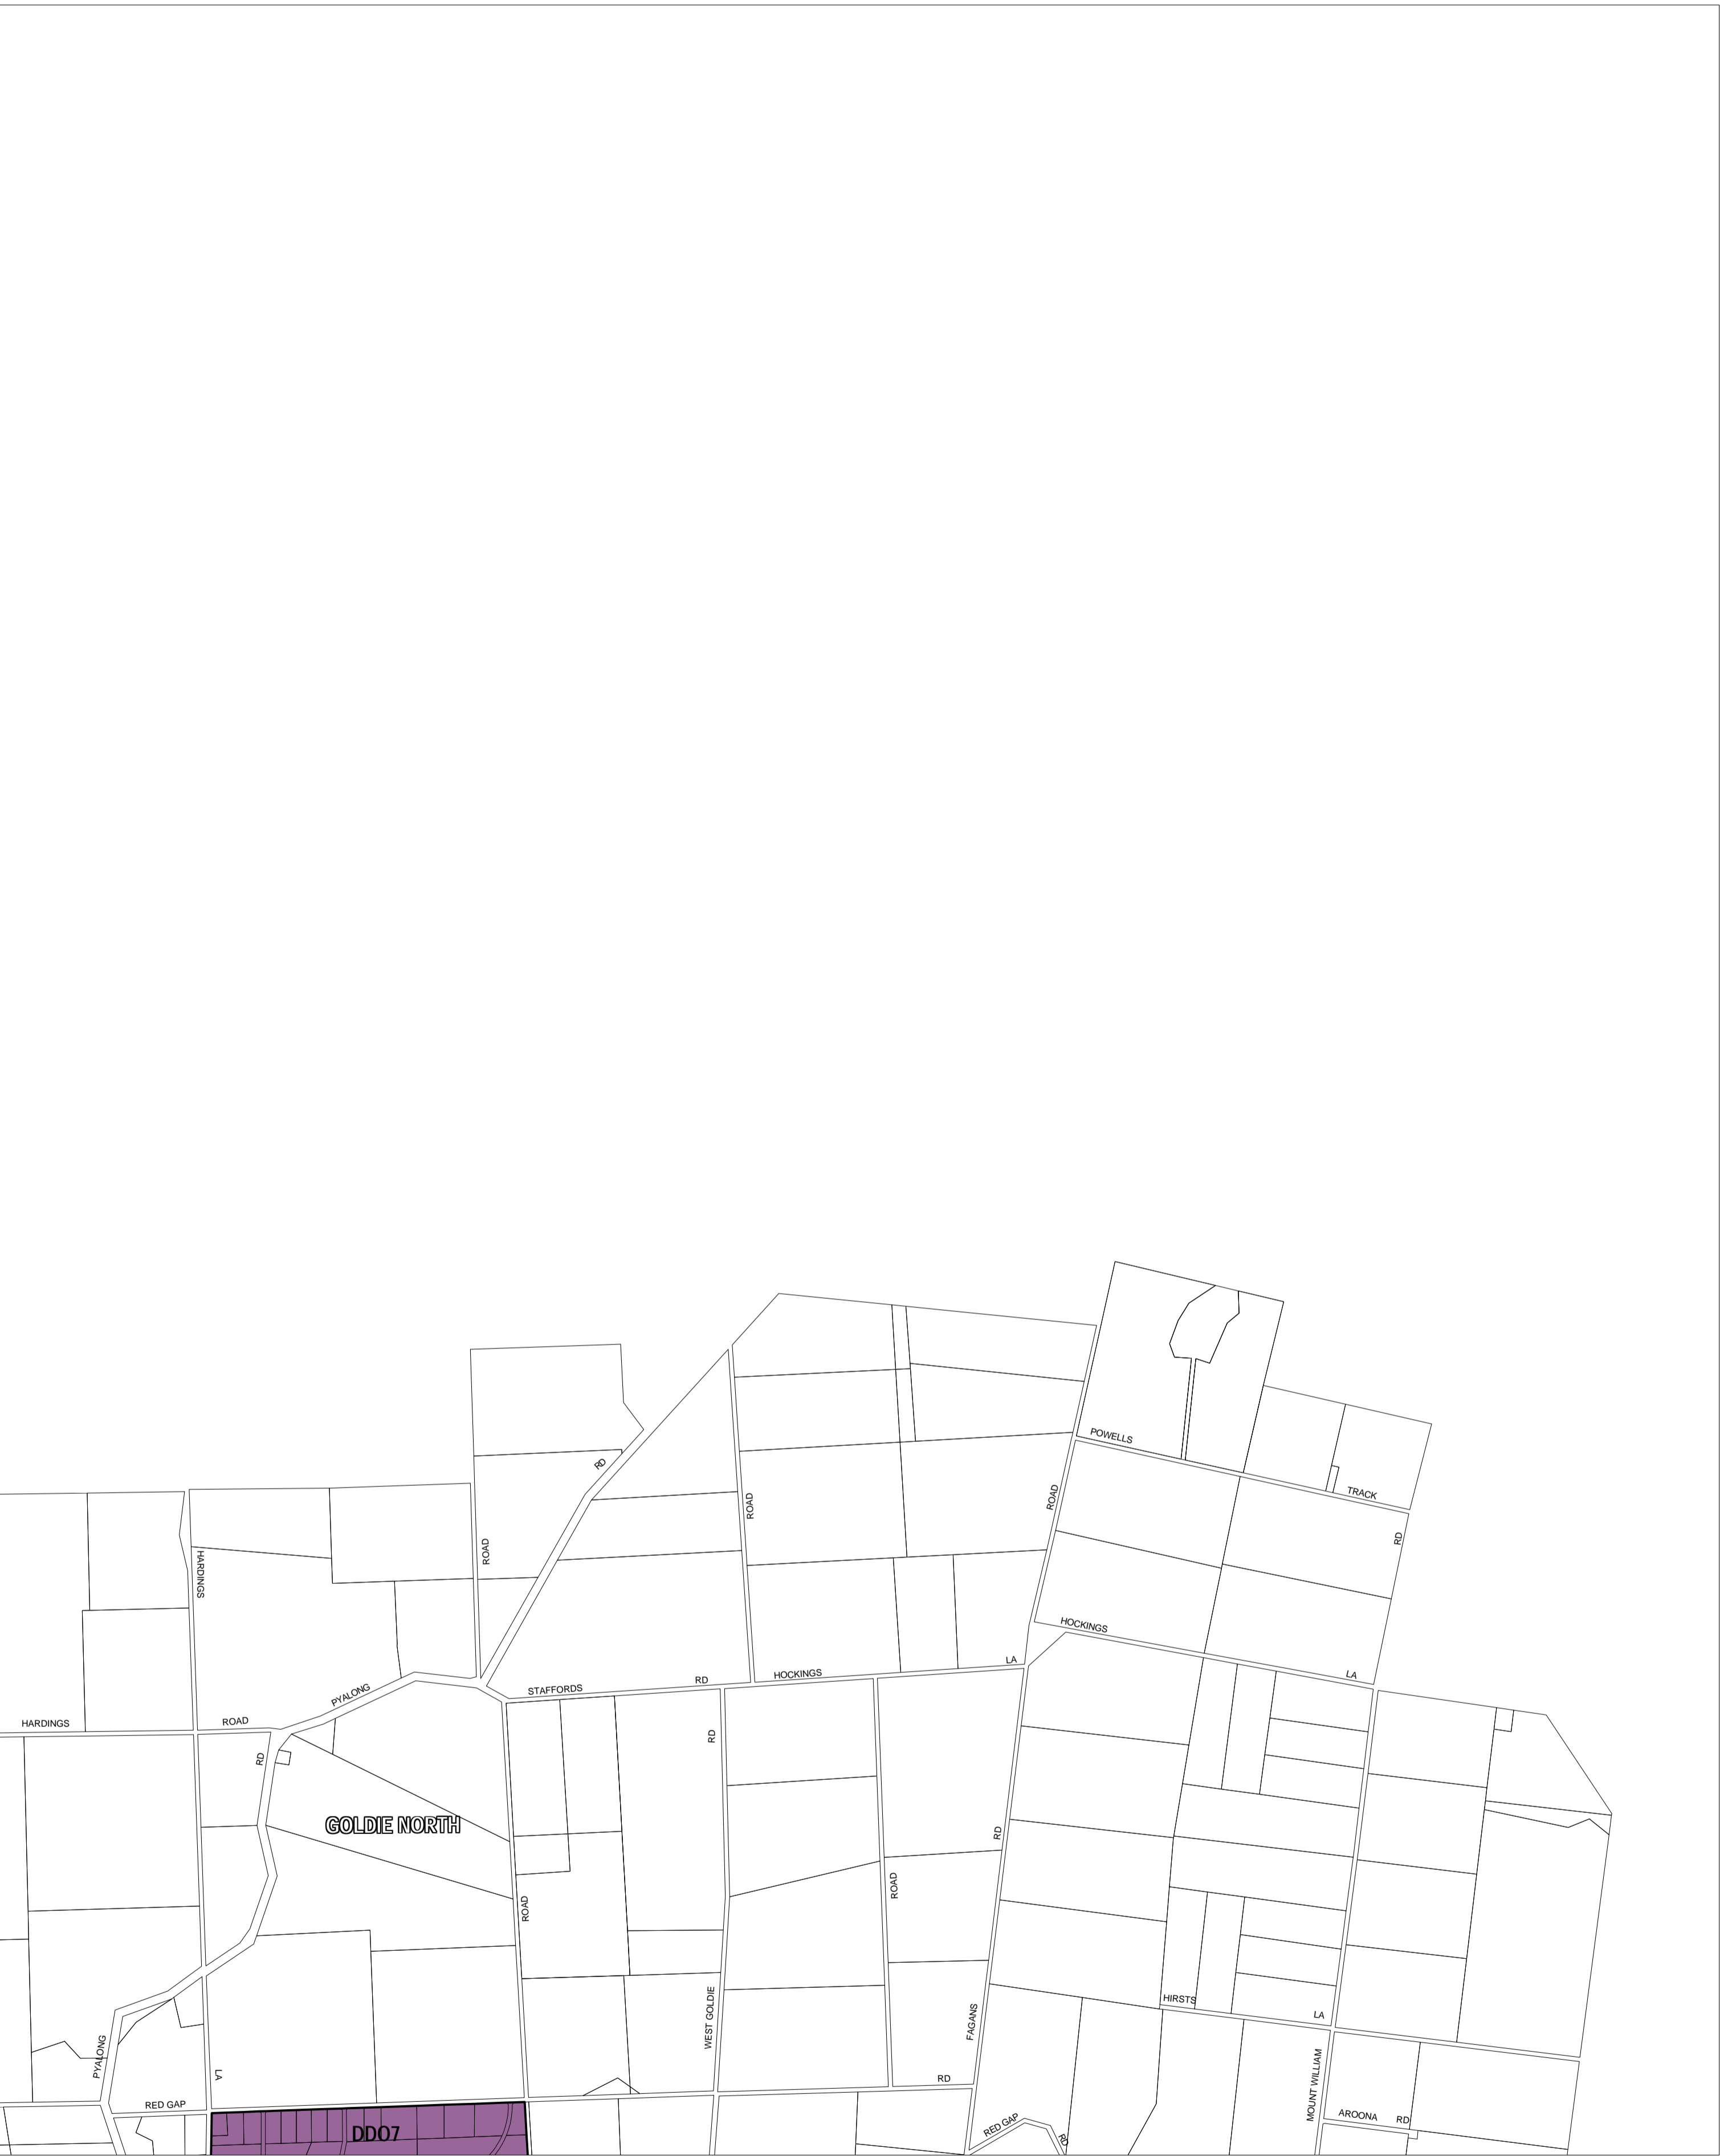 POWELLS
RD
ROAD
ROAD
TRACK
ROAD
RD
HARDINGS
HOCKINGS
LA
HOCKINGS
LA
RD
STAFFORDS
PYALONG
HARDINGS
ROAD
RD
RD
GOLDIE NORTH
RD
ROAD
ROAD
HIRSTS
LA
WEST GOLDIE
FAGANS
PYALONG
LA
RD
MOUNT WILLIAM
RED GAP
AROONA
RD
RED GAP
RD
DDO7